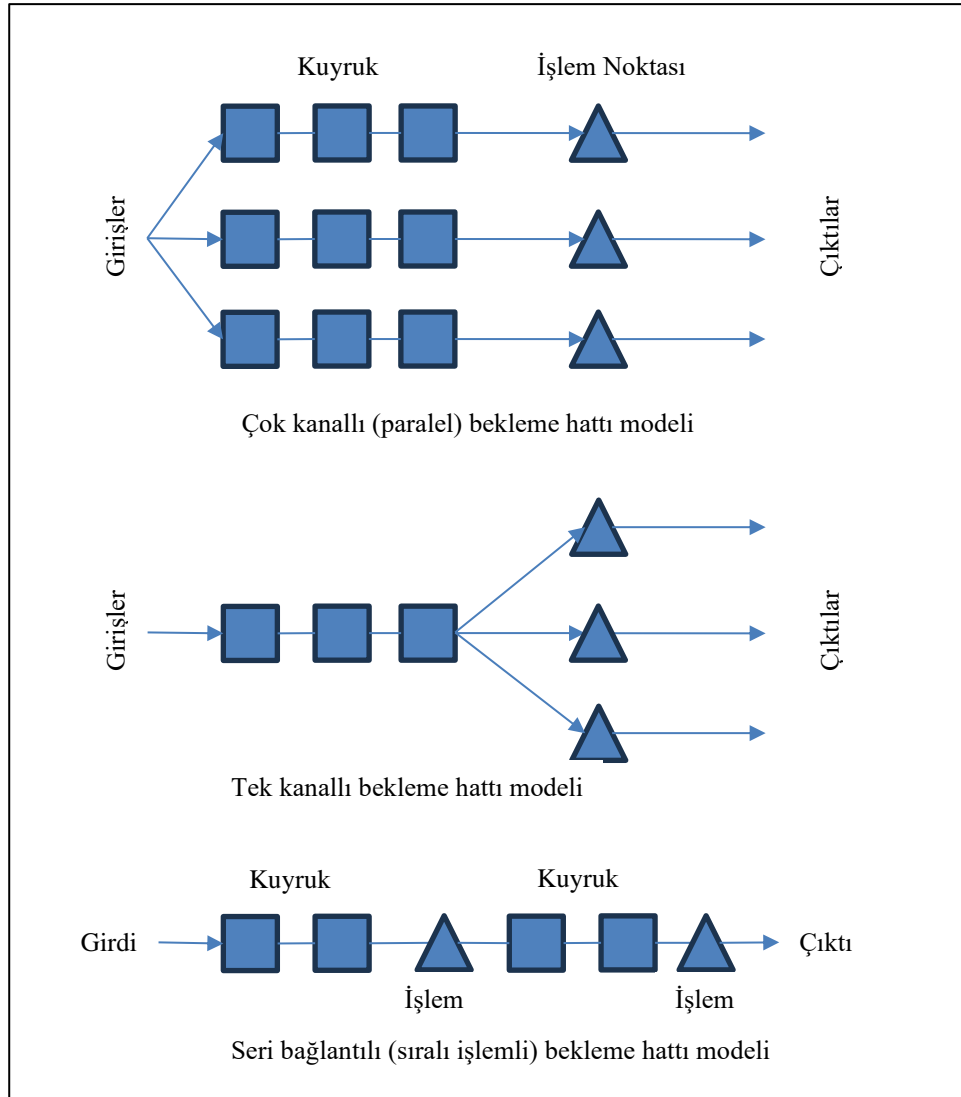 Kuyruk
İşlem Noktası
Girişler
Çıktılar
Çok kanallı (paralel) bekleme hattı modeli
Girişler
Çıktılar
Tek kanallı bekleme hattı modeli
Kuyruk
Kuyruk
Girdi
Çıktı
İşlem
İşlem
Seri bağlantılı (sıralı işlemli) bekleme hattı modeli